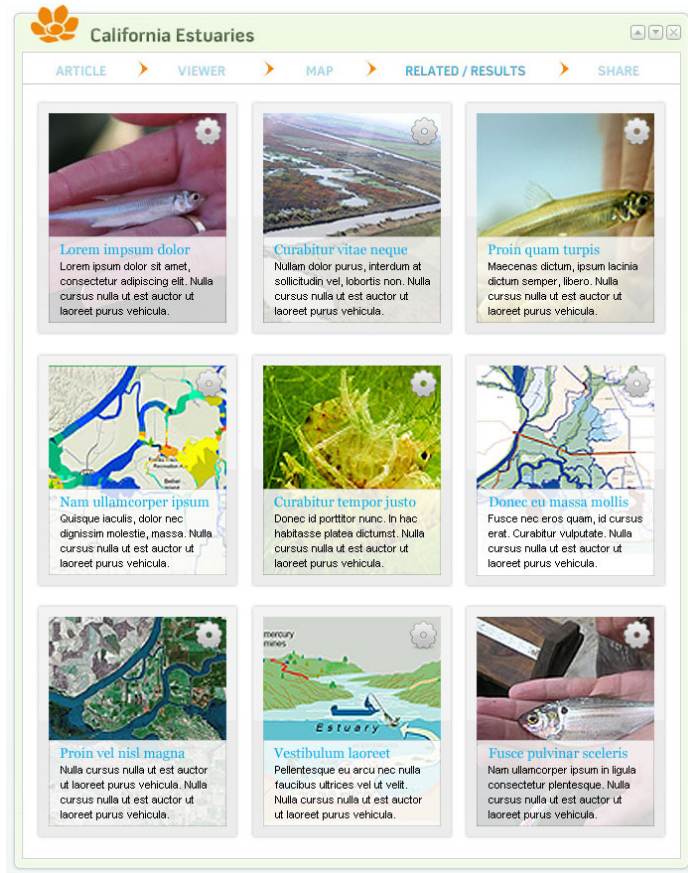 California Estuaries
ARTICLE VIEWER MAP RELATED / RESULTS SHARE
Lorem impsum dolor
Lorem ipsum dolor sit amet,
consectetur adipiscing elit. Nulla
cursus nulla ut est auctor ut
laoreet purus vehicula.
Curabitur vitae neque
Nullam dolor purus, interdum at
sollicitudin vel, lobortis non. Nulla
cursus nulla ut est auctor ut
laoreet purus vehicula.
Proin quam turpis
Maecenas dictum, ipsum lacinia
dictum semper, libero. Nulla
cursus nulla ut est auctor ut
laoreet purus vehicula.
Recreation A
Bethel
Island
Nam ullamcorper ipsum
Quisque iaculis, dolor nec
dignissim molestie, massa. Nulla
cursus nulla ut est auctor ut
laoreet purus vehicula.
Curabitur tempor justo
Donec id porttitor nunc. In hac
habitasse platea dictumst. Nulla
cursus nulla ut est auctor ut
laoreet purus vehicula.
Donec eu massa mollis
Fusce nec eros quam, id cursus
erat. Curabitur vulputate. Nulla
cursus nulla ut est auctor ut
laoreet purus vehicula.
Proin vel nisl magna
Nulla cursus nulla ut est auctor
ut laoreet purus vehicula. Nulla
cursus nulla ut est auctor ut
laoreet purus vehicula.
mercury
mines
Estuary
Vestibulum laoreet
Pellentesque eu arcu nec nulla
faucibus ultrices vel ut velit.
Nulla cursus nulla ut est auctor
ut laoreet purus vehicula.
Fusce pulvinar sceleris
Nam ullamcorper ipsum in ligula
consectetur plentesque. Nulla
cursus nulla ut est auctor ut
laoreet purus vehicula.